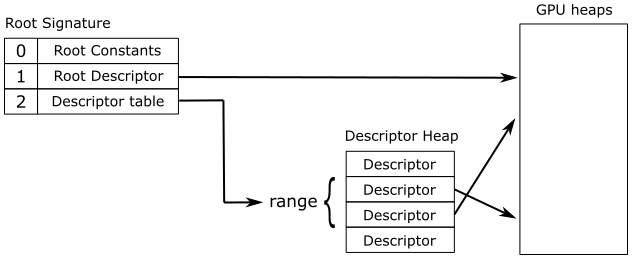 GPU heaps
Root Signature
0 Root Constants
1 Root Descriptor
2 Descriptor table
Descriptor Heap
Descriptor
Descriptor
range
Descriptor
Descriptor